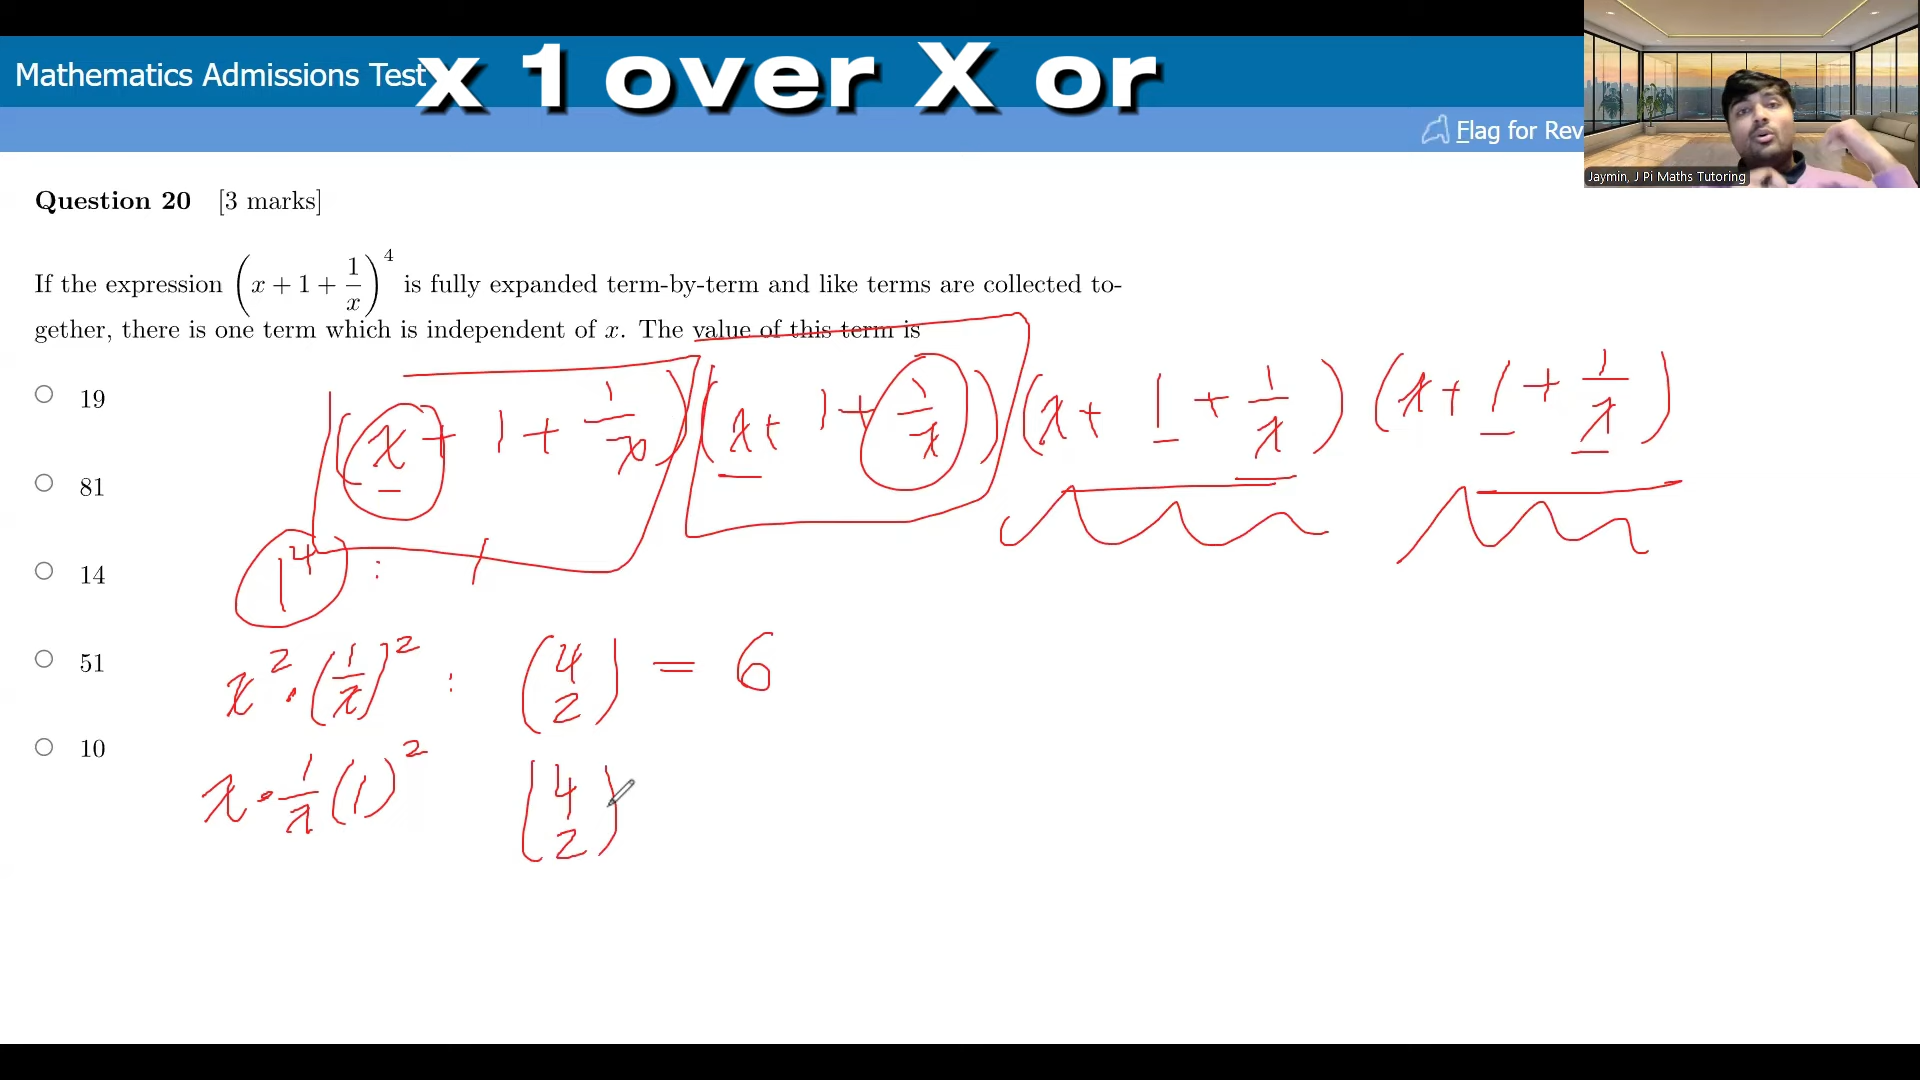 Mathematics Admissions Test
x 1 over X or
Flag for Rev
Jaymin, J Pi Maths Tutoring
Question 20 [3 marks]
If the expression (x + 1 + 1/x)^4 is fully expanded term-by-term and like terms are collected to-
gether, there is one term which is independent of x. The value of this term is
19
81
14
51
10
(x + 1 + 1/x)(x + 1 + 1/x)(x + 1 + 1/x)(x + 1 + 1/x)
1^4 : 1
x^2 · (1/x)^2 : (4 2) = 6
x · 1/x (1)^2 (4 2)